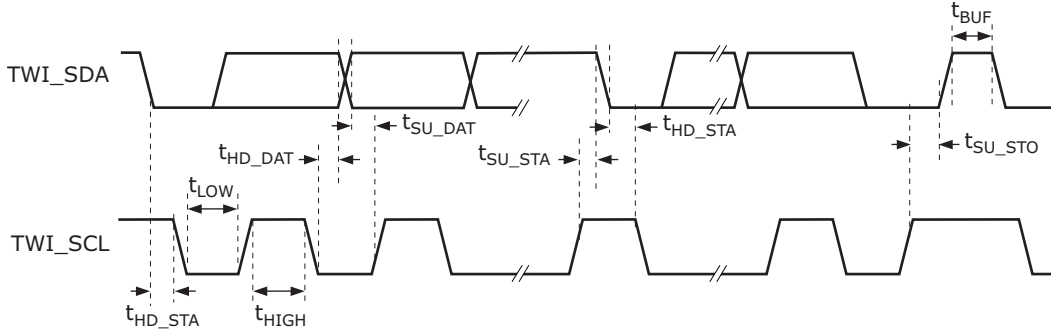 t_BUF
TWI_SDA
t_SU_DAT
t_HD_STA
t_HD_DAT
t_SU_STA
t_SU_STO
t_LOW
TWI_SCL
t_HD_STA
t_HIGH